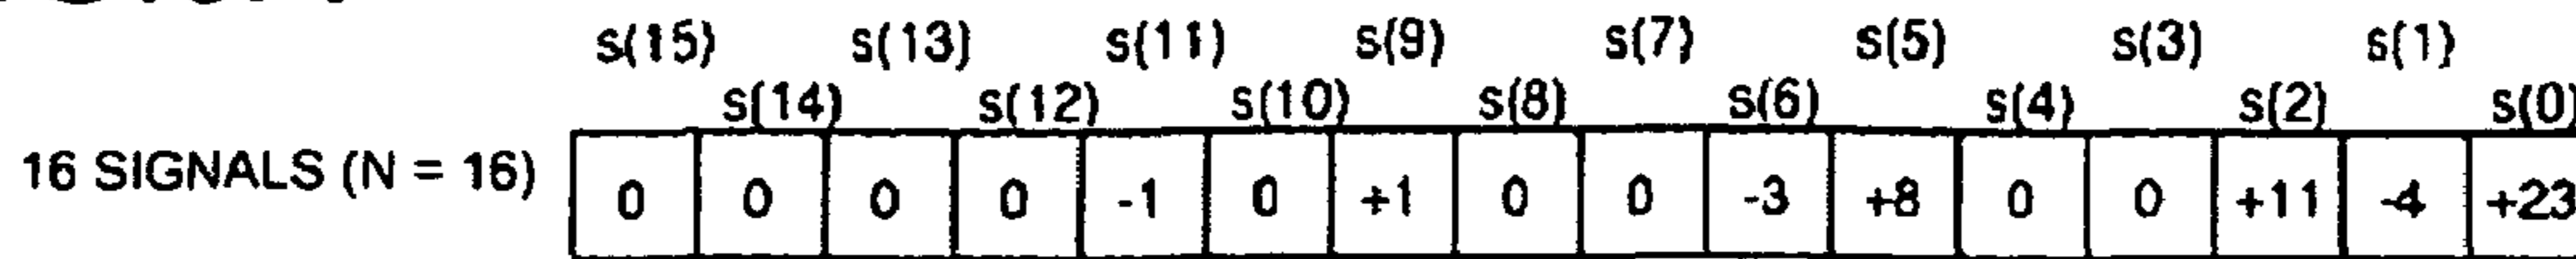 s(15) s(13) s(11) s(9) s(7) s(5) s(3) s(1)
s(14) s(12) s(10) s(8) s(6) s(4) s(2) s(0)
16 SIGNALS (N = 16) 0 0 0 0 -1 0 +1 0 0 -3 +8 0 0 +11 -4 +23